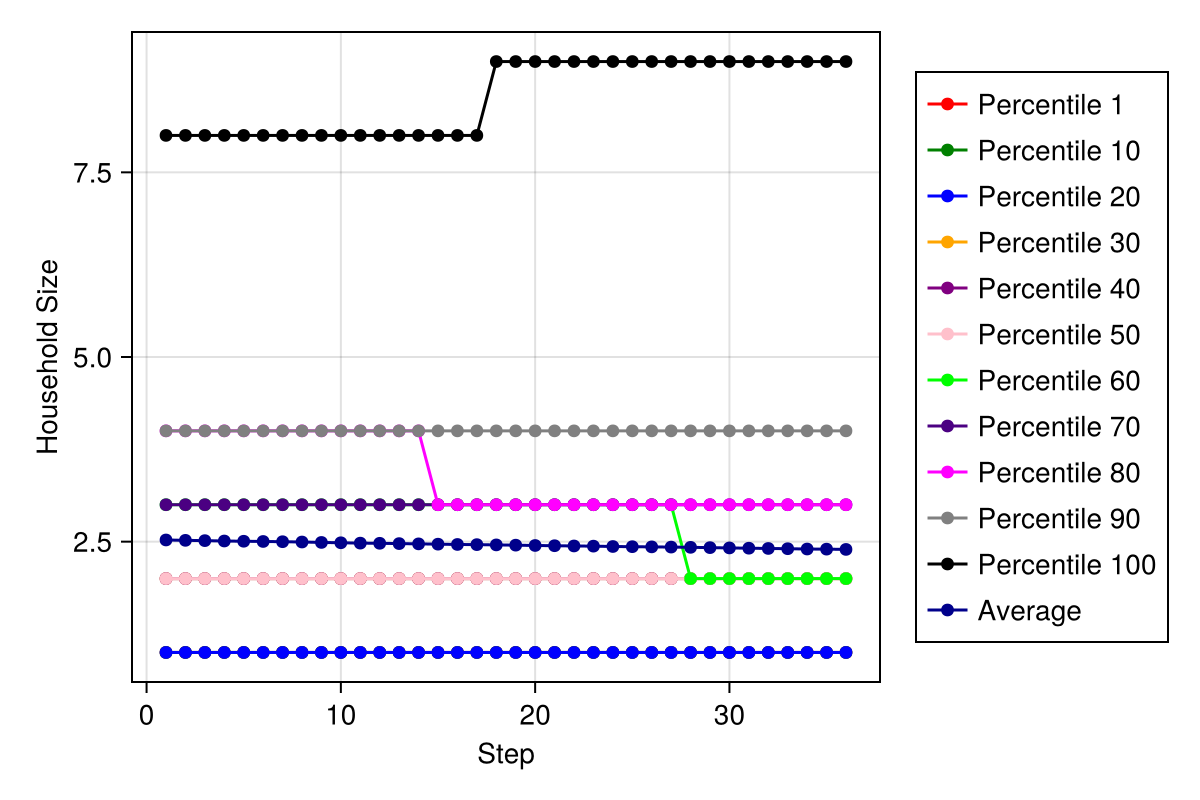 7.5
5.0
2.5
Household Size
0 10 20 30
Step
Percentile 1
Percentile 10
Percentile 20
Percentile 30
Percentile 40
Percentile 50
Percentile 60
Percentile 70
Percentile 80
Percentile 90
Percentile 100
Average